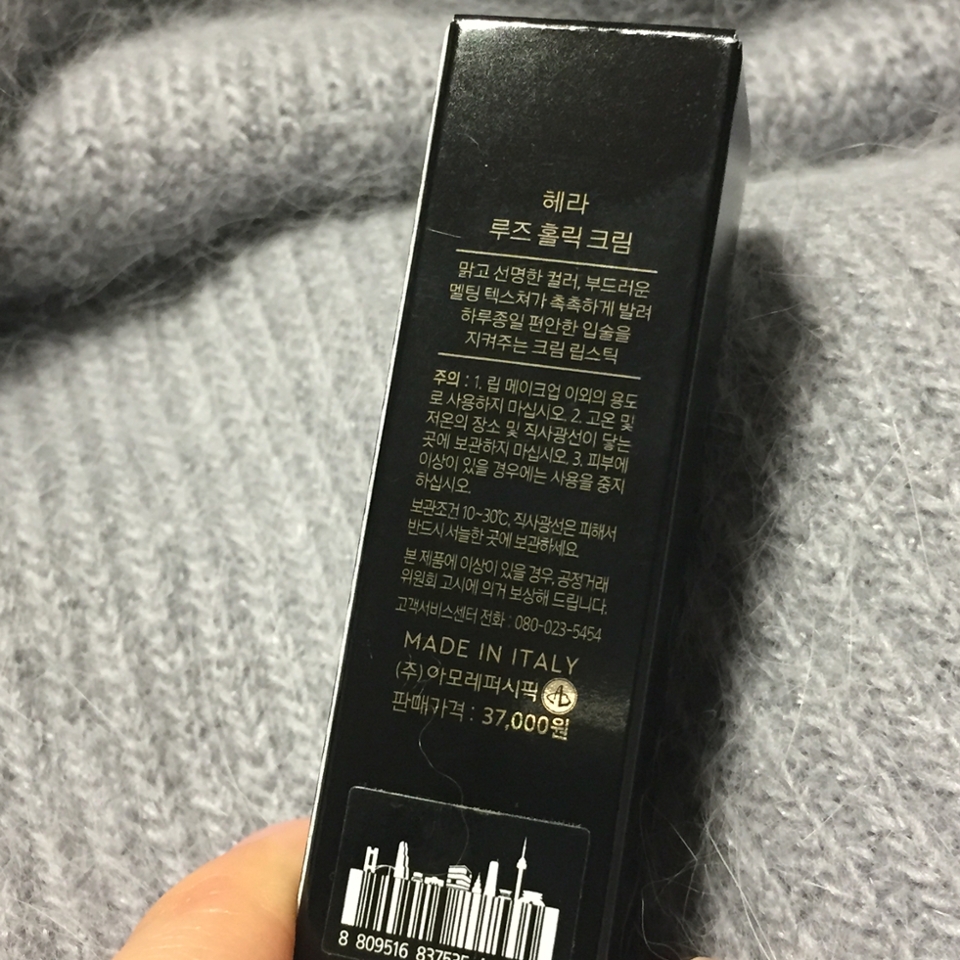 헤라
루즈 홀릭 크림
맑고 선명한 컬러, 부드러운
멜팅 텍스쳐가 촉촉하게 발려
하루종일 편안한 입술을
지켜주는 크림 립스틱
주의 : 1. 립 메이크업 이외의 용도
로 사용하지 마십시오. 2. 고온 및
저온의 장소 및 직사광선이 닿는
곳에 보관하지 마십시오. 3. 피부에
이상이 있을 경우에는 사용을 중지
하십시오.
보관조건 10~30℃, 직사광선은 피해서
반드시 서늘한 곳에 보관하세요.
본 제품에 이상이 있을 경우, 공정거래
위원회 고시에 의거 보상해 드립니다.
고객서비스센터 전화 : 080-023-5454
MADE IN ITALY
(주)아모레퍼시픽
판매가격 : 37,000원
8 809516 837535